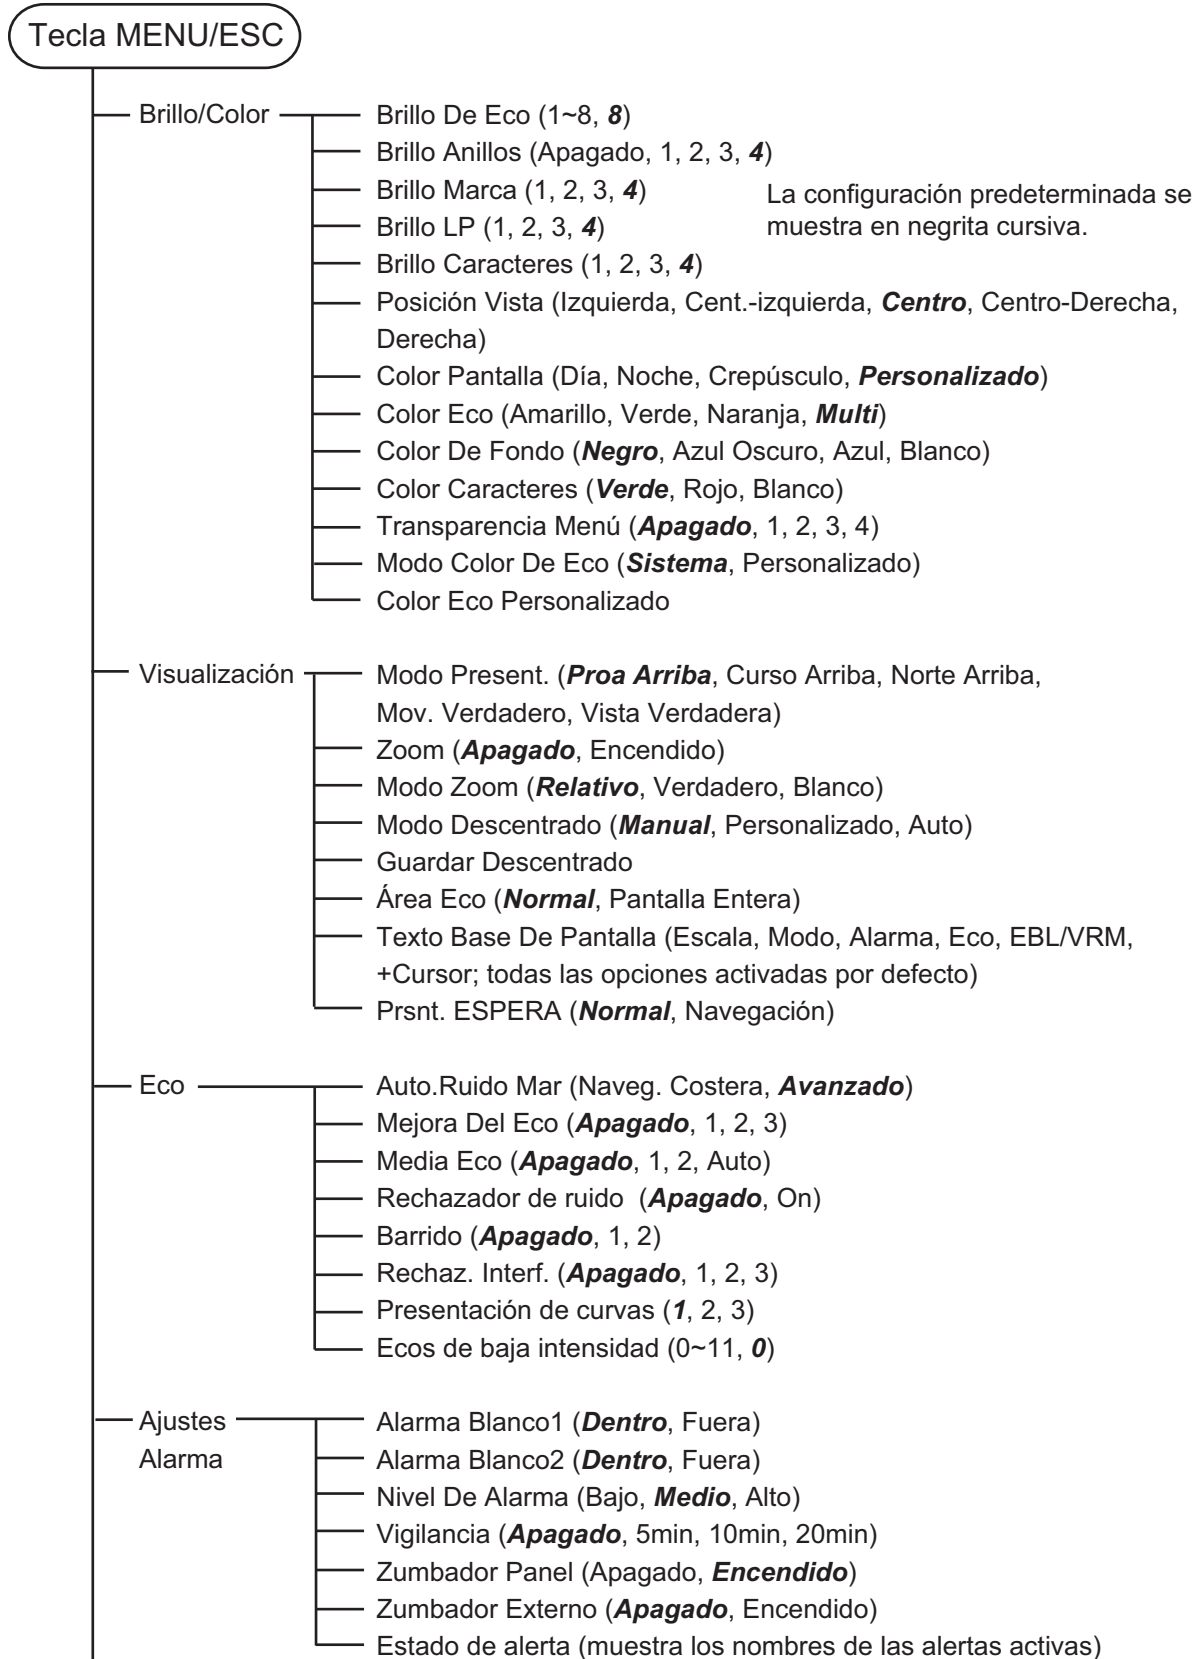 Tecla MENU/ESC
Brillo/Color
Brillo De Eco (1~8, 8)
Brillo Anillos (Apagado, 1, 2, 3, 4)
Brillo Marca (1, 2, 3, 4)
Brillo LP (1, 2, 3, 4)
Brillo Caracteres (1, 2, 3, 4)
La configuración predeterminada se
muestra en negrita cursiva.
Posición Vista (Izquierda, Cent.-izquierda, Centro, Centro-Derecha,
Derecha)
Color Pantalla (Día, Noche, Crepúsculo, Personalizado)
Color Eco (Amarillo, Verde, Naranja, Multi)
Color De Fondo (Negro, Azul Oscuro, Azul, Blanco)
Color Caracteres (Verde, Rojo, Blanco)
Transparencia Menú (Apagado, 1, 2, 3, 4)
Modo Color De Eco (Sistema, Personalizado)
Color Eco Personalizado
Visualización
Modo Present. (Proa Arriba, Curso Arriba, Norte Arriba,
Mov. Verdadero, Vista Verdadera)
Zoom (Apagado, Encendido)
Modo Zoom (Relativo, Verdadero, Blanco)
Modo Descentrado (Manual, Personalizado, Auto)
Guardar Descentrado
Área Eco (Normal, Pantalla Entera)
Texto Base De Pantalla (Escala, Modo, Alarma, Eco, EBL/VRM,
+Cursor; todas las opciones activadas por defecto)
Prsnt. ESPERA (Normal, Navegación)
Eco
Auto.Ruido Mar (Naveg. Costera, Avanzado)
Mejora Del Eco (Apagado, 1, 2, 3)
Media Eco (Apagado, 1, 2, Auto)
Rechazador de ruido (Apagado, On)
Barrido (Apagado, 1, 2)
Rechaz. Interf. (Apagado, 1, 2, 3)
Presentación de curvas (1, 2, 3)
Ecos de baja intensidad (0~11, 0)
Ajustes
Alarma
Alarma Blanco1 (Dentro, Fuera)
Alarma Blanco2 (Dentro, Fuera)
Nivel De Alarma (Bajo, Medio, Alto)
Vigilancia (Apagado, 5min, 10min, 20min)
Zumbador Panel (Apagado, Encendido)
Zumbador Externo (Apagado, Encendido)
Estado de alerta (muestra los nombres de las alertas activas)